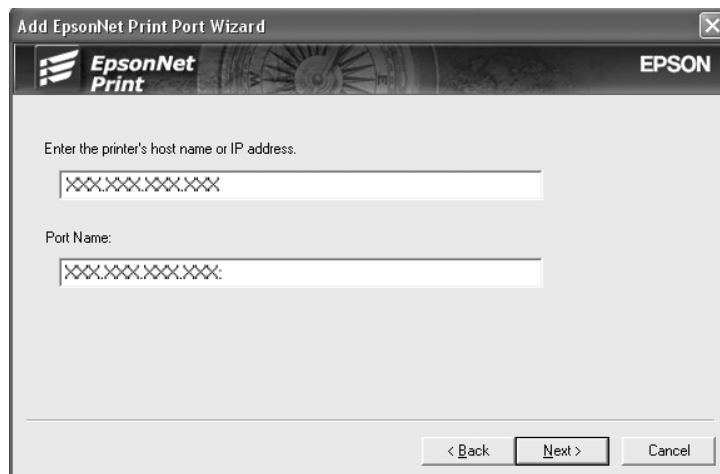 Add EpsonNet Print Port Wizard
EpsonNet
Print
EPSON
Enter the printer's host name or IP address.
XXX.XXX.XXX.XXX
Port Name:
XXX.XXX.XXX.XXX:
< Back
Next >
Cancel